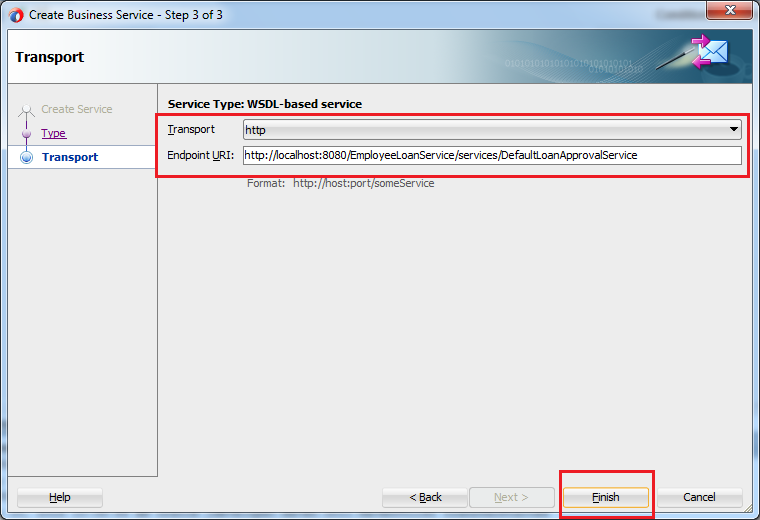 Create Business Service - Step 3 of 3
Transport
Create Service
Type
Transport
Service Type: WSDL-based service
Transport http
Endpoint URI: http://localhost:8080/EmployeeLoanService/services/DefaultLoanApprovalService
Format: http://host:port/someService
Help < Back Next > Finish Cancel